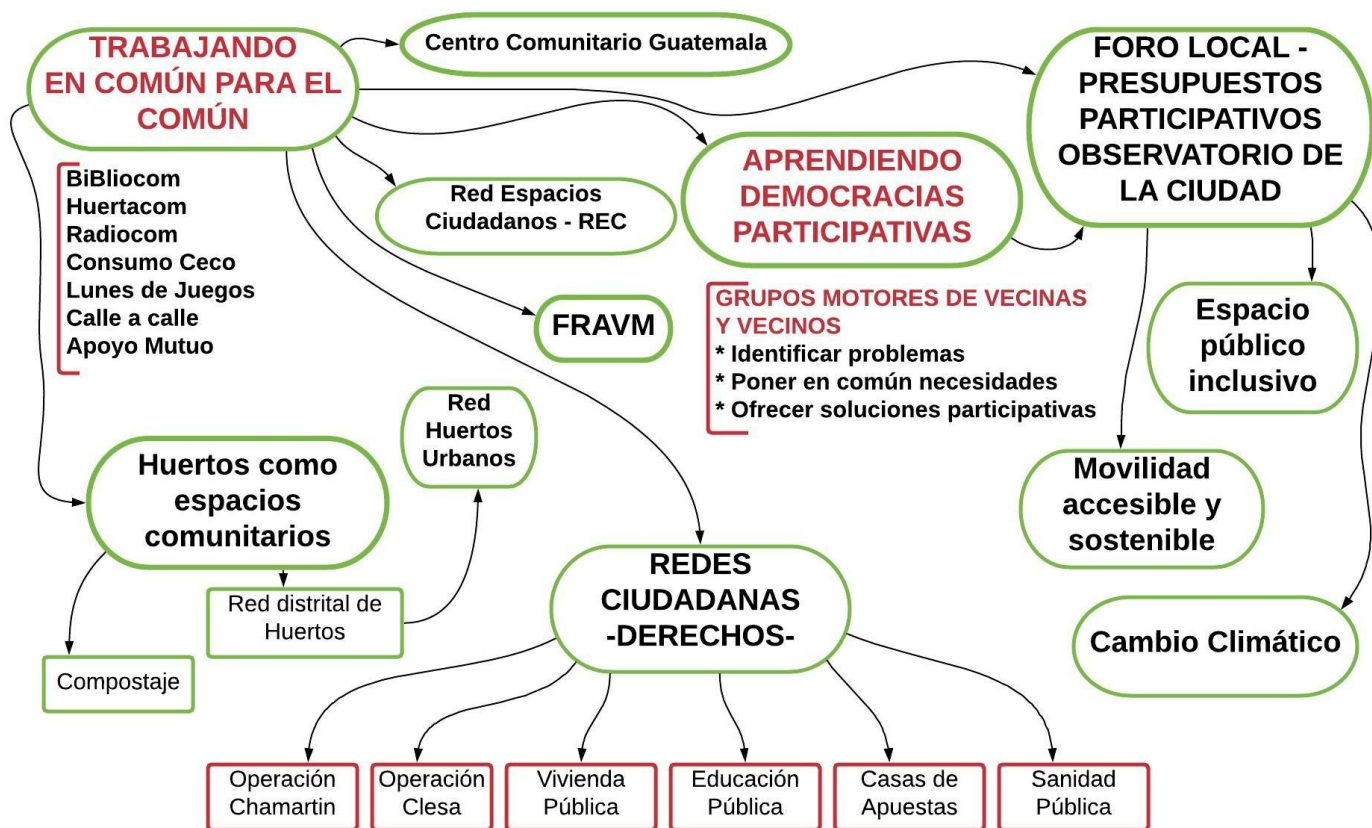 TRABAJANDO
EN COMÚN PARA EL
COMÚN
Centro Comunitario Guatemala
FORO LOCAL -
PRESUPUESTOS
PARTICIPATIVOS
OBSERVATORIO DE
LA CIUDAD
BiBliocom
Huertacom
Radiocom
Consumo Ceco
Lunes de Juegos
Calle a calle
Apoyo Mutuo
Red Espacios
Ciudadanos - REC
APRENDIENDO
DEMOCRACIAS
PARTICIPATIVAS
FRAVM
GRUPOS MOTORES DE VECINAS
Y VECINOS
* Identificar problemas
* Poner en común necesidades
* Ofrecer soluciones participativas
Espacio
público
inclusivo
Red
Huertos
Urbanos
Huertos como
espacios
comunitarios
Movilidad
accesible y
sostenible
Red distrital de
Huertos
REDES
CIUDADANAS
-DERECHOS-
Cambio Climático
Compostaje
Operación
Chamartin
Operación
Clesa
Vivienda
Pública
Educación
Pública
Casas de
Apuestas
Sanidad
Pública